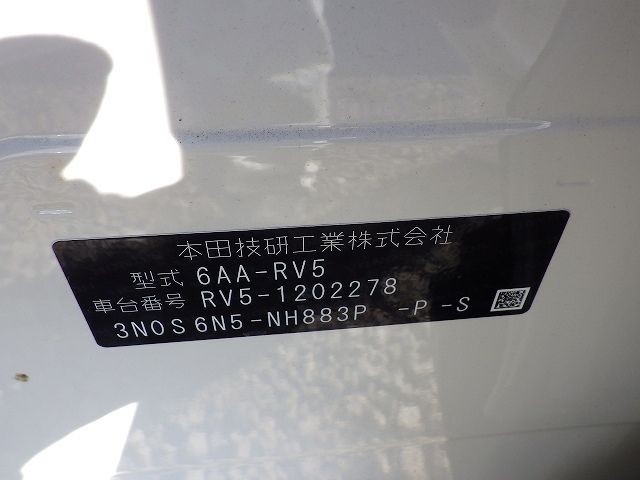 本田技研工業株式会社
型式 6AA-RV5
車台番号 RV5-1202278
3N0S6N5-NH883P -P-S